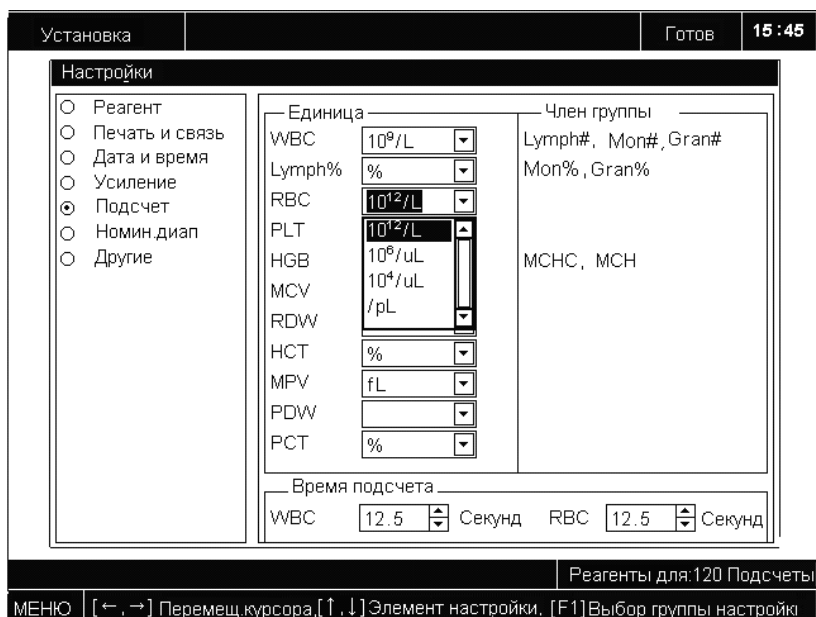 Установка Готов 15:45
Настройки
Реагент
Печать и связь
Дата и время
Усиление
Подсчет
Номин.диап
Другие
Единица Член группы
WBC 10⁹/L Lymph#, Mon#, Gran#
Lymph% % Mon%, Gran%
RBC 10¹²/L
PLT 10¹²/L
HGB 10⁶/uL MCHC, MCH
MCV 10⁴/uL
/pL
RDW
HCT %
MPV fL
PDW
PCT %
Время подсчета
WBC 12.5 Секунд RBC 12.5 Секунд
Реагенты для:120 Подсчеты
МЕНЮ [←,→] Перемещ.курсора,[↑,↓]Элемент настройки, [F1]Выбор группы настройкі